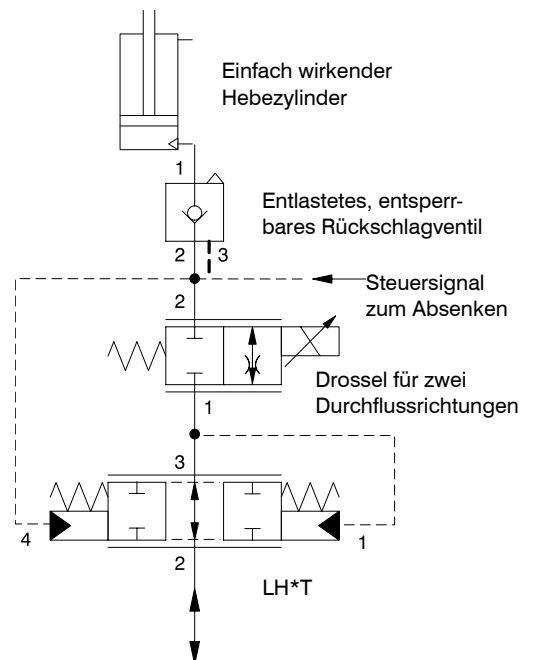 Einfach wirkender
Hebezylinder
1
Entlastetes, entsperr-
bares Rückschlagventil
2 3
Steuersignal
zum Absenken
2
Drossel für zwei
Durchflussrichtungen
1
3
4 1
2
LH*T